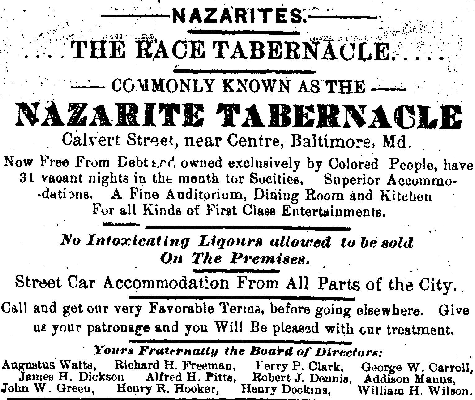 NAZARITES.
THE RACE TABERNACLE.
COMMONLY KNOWN AS THE
NAZARITE TABERNACLE
Calvert Street, near Centre, Baltimore, Md.
Now Free From Debt and owned exclusively by Colored People, have
31 vacant nights in the month for Socities, Superior Accommo-
-dations. A Fine Auditorium, Dining Room and Kitchen
For all Kinds of First Class Entertainments.
No Intoxicating Liqours allowed to be sold
On The Premises.
Street Car Accommodation From All Parts of the City.
Call and get our very Favorable Terms, before going elsewhere. Give
us your patronage and you Will Be pleased with our treatment.
Yours Fraternally the Board of Directors:
Augustus Watts, Richard H. Freeman, Perry P. Clark, George W. Carroll,
James H. Dickson Alfred H. Pitts, Robert J. Dennis, Addison Manns,
John W. Green, Henry R. Hooker, Henry Dockins, William H. Wilson.